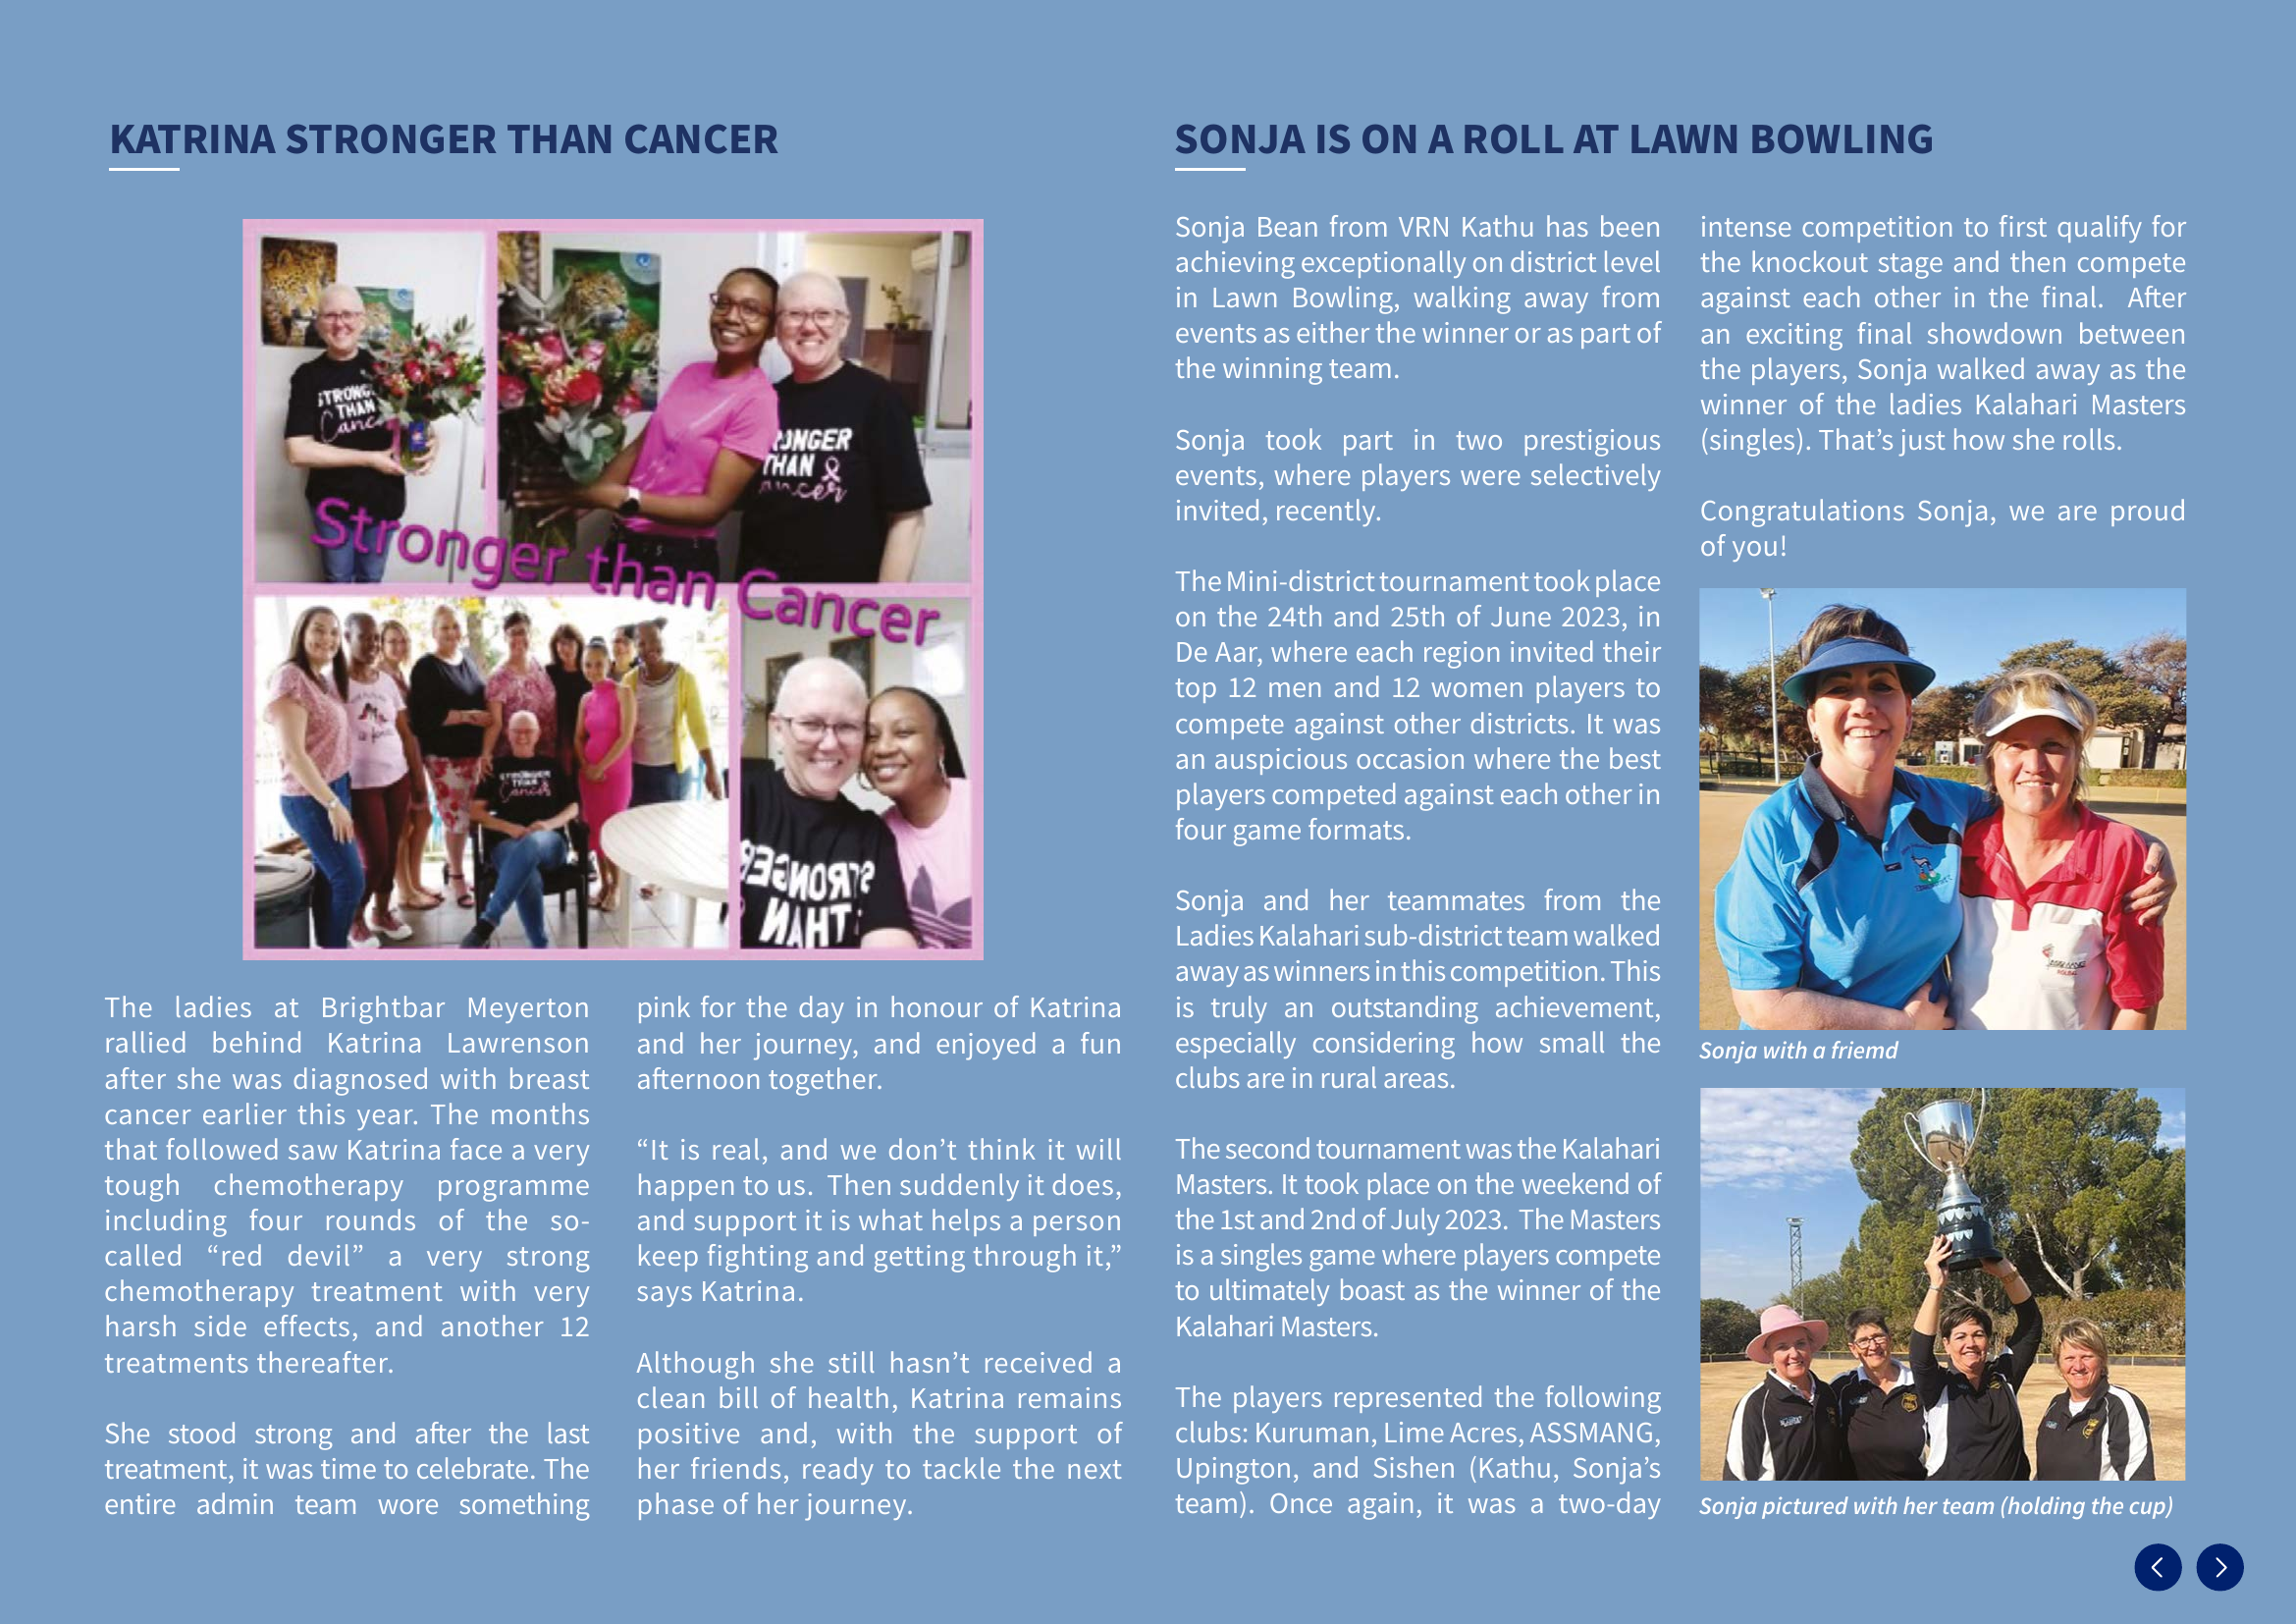 KATRINA STRONGER THAN CANCER
STRONG
THAN
Cance
RONGER
THAN
ancer
Stronger than Cancer
STRONGER
THAN
Cancer
STRONGER
THAN
The ladies at Brightbar Meyerton
rallied behind Katrina Lawrenson
after she was diagnosed with breast
cancer earlier this year. The months
that followed saw Katrina face a very
tough chemotherapy programme
including four rounds of the so-
called “red devil” a very strong
chemotherapy treatment with very
harsh side effects, and another 12
treatments thereafter.
She stood strong and after the last
treatment, it was time to celebrate. The
entire admin team wore something
pink for the day in honour of Katrina
and her journey, and enjoyed a fun
afternoon together.
“It is real, and we don’t think it will
happen to us.  Then suddenly it does,
and support it is what helps a person
keep fighting and getting through it,”
says Katrina.
Although she still hasn’t received a
clean bill of health, Katrina remains
positive and, with the support of
her friends, ready to tackle the next
phase of her journey.
SONJA IS ON A ROLL AT LAWN BOWLING
Sonja Bean from VRN Kathu has been
achieving exceptionally on district level
in Lawn Bowling, walking away from
events as either the winner or as part of
the winning team.
Sonja took part in two prestigious
events, where players were selectively
invited, recently.
The Mini-district tournament took place
on the 24th and 25th of June 2023, in
De Aar, where each region invited their
top 12 men and 12 women players to
compete against other districts. It was
an auspicious occasion where the best
players competed against each other in
four game formats.
Sonja and her teammates from the
Ladies Kalahari sub-district team walked
away as winners in this competition. This
is truly an outstanding achievement,
especially considering how small the
clubs are in rural areas.
The second tournament was the Kalahari
Masters. It took place on the weekend of
the 1st and 2nd of July 2023.  The Masters
is a singles game where players compete
to ultimately boast as the winner of the
Kalahari Masters.
The players represented the following
clubs: Kuruman, Lime Acres, ASSMANG,
Upington, and Sishen (Kathu, Sonja’s
team). Once again, it was a two-day
intense competition to first qualify for
the knockout stage and then compete
against each other in the final.  After
an exciting final showdown between
the players, Sonja walked away as the
winner of the ladies Kalahari Masters
(singles). That’s just how she rolls.
Congratulations Sonja, we are proud
of you!
Sonja with a friemd
Sonja pictured with her team (holding the cup)